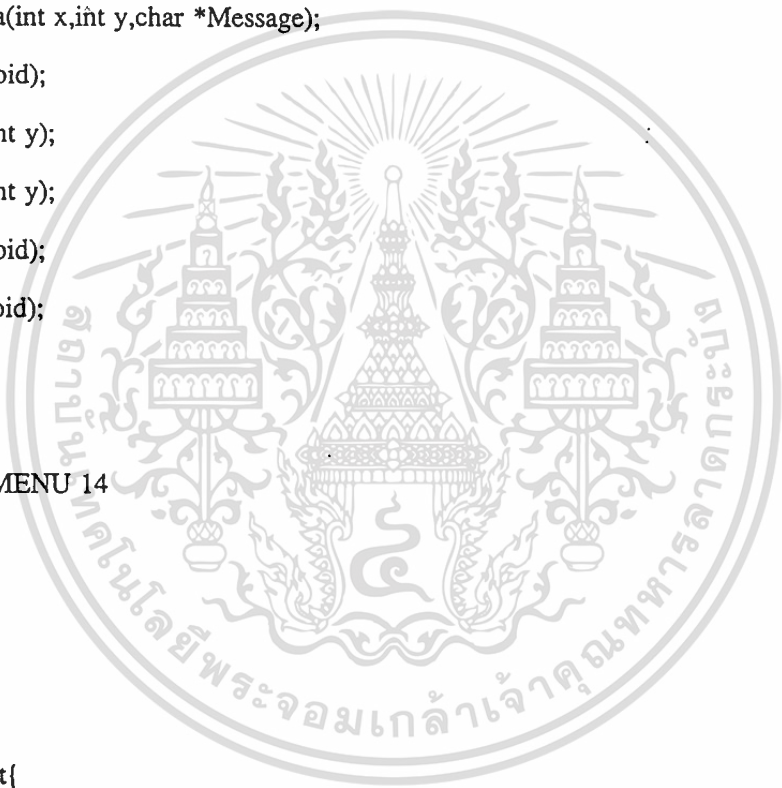 a(int x,int y,char *Message);
oid);
nt y);
nt y);
oid);
oid);
MENU 14
t{
สถาบันเทคโนโลยีพระจอมเกล้าเจ้าคุณทหารลาดกระบัง